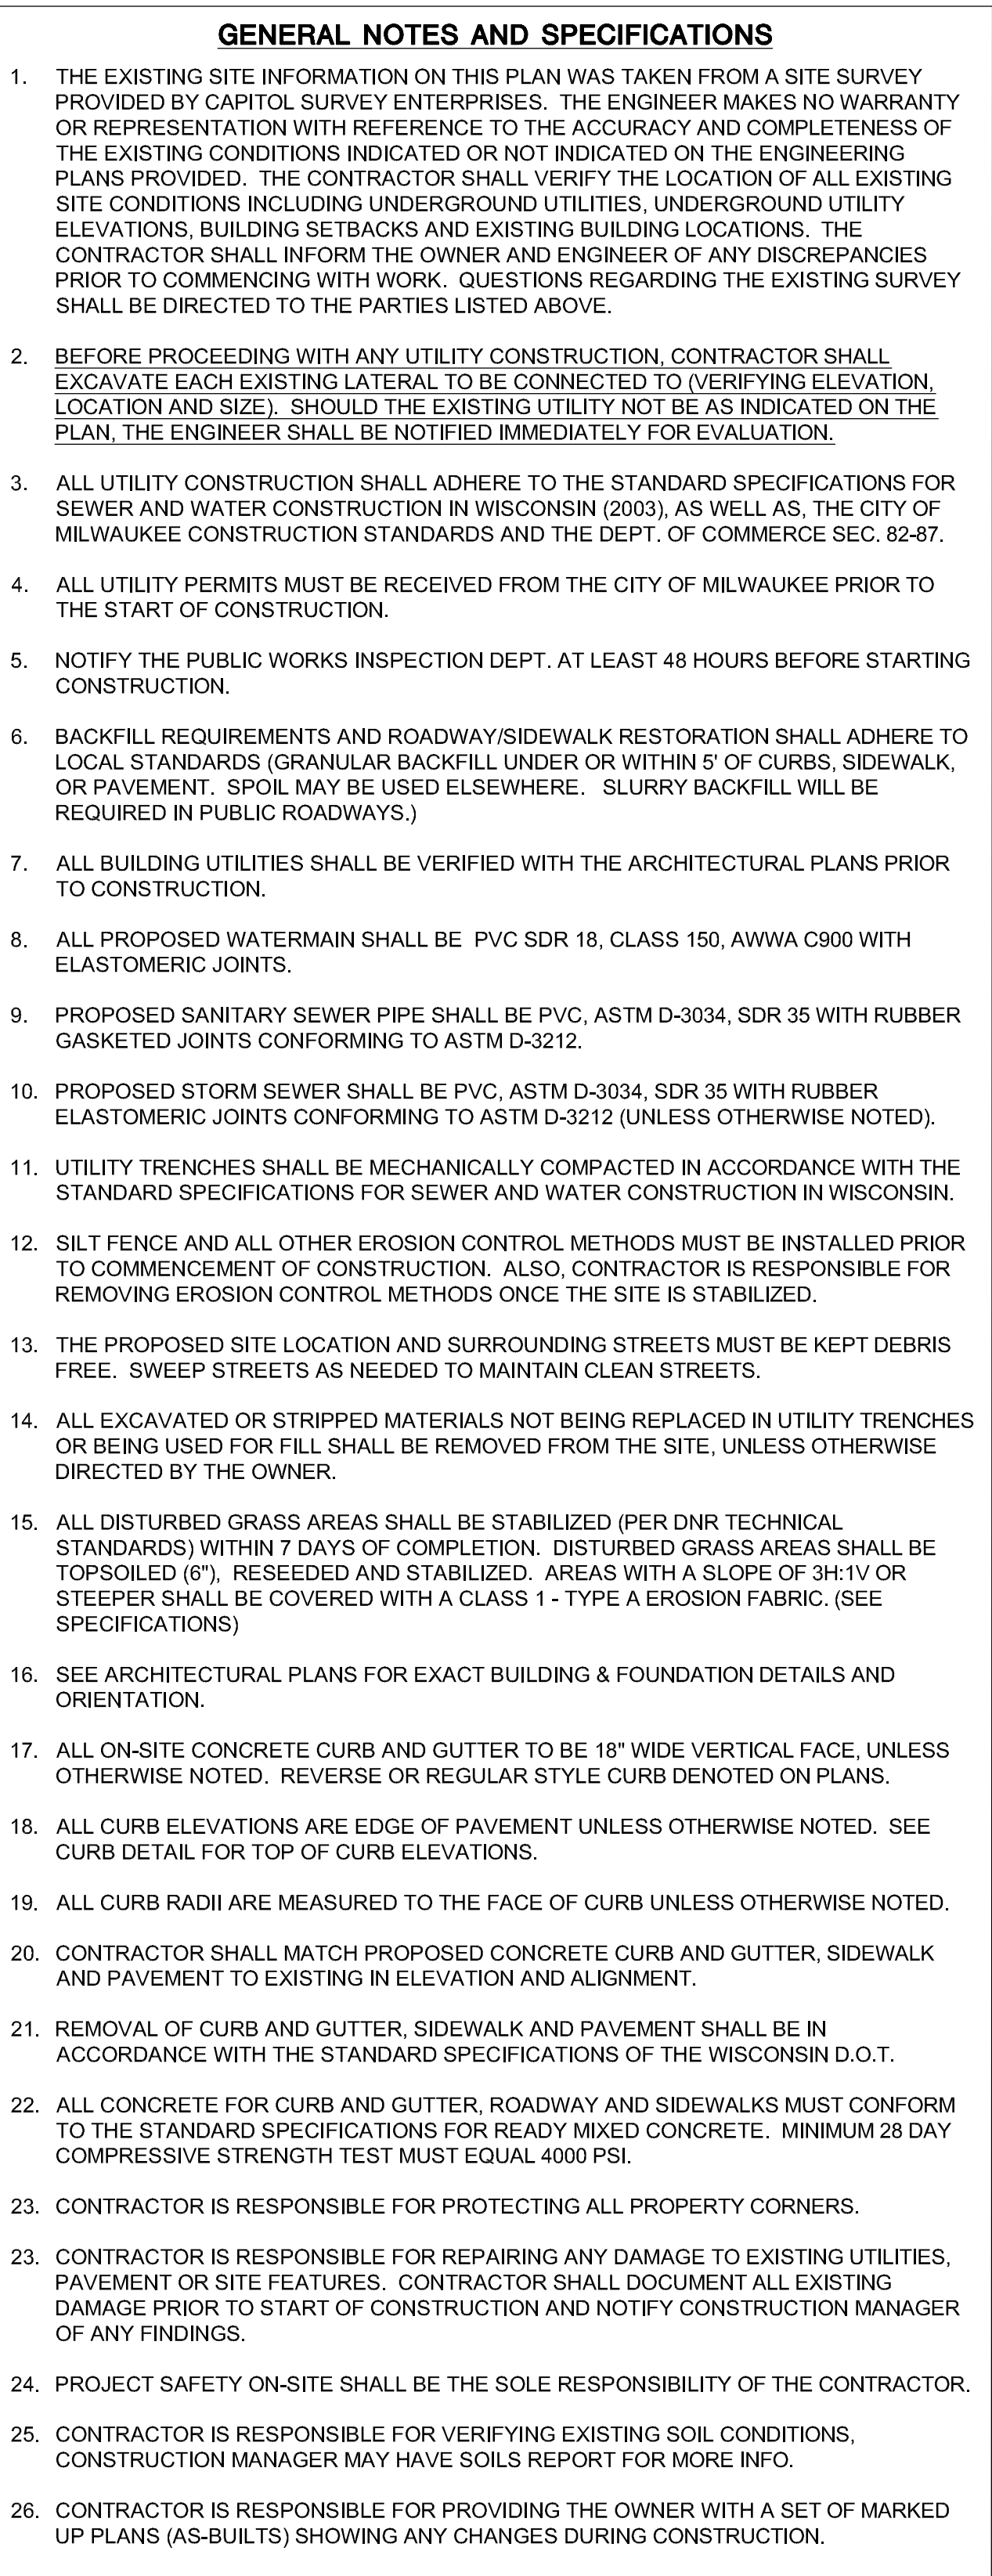 GENERAL NOTES AND SPECIFICATIONS
1. THE EXISTING SITE INFORMATION ON THIS PLAN WAS TAKEN FROM A SITE SURVEY
PROVIDED BY CAPITOL SURVEY ENTERPRISES. THE ENGINEER MAKES NO WARRANTY
OR REPRESENTATION WITH REFERENCE TO THE ACCURACY AND COMPLETENESS OF
THE EXISTING CONDITIONS INDICATED OR NOT INDICATED ON THE ENGINEERING
PLANS PROVIDED. THE CONTRACTOR SHALL VERIFY THE LOCATION OF ALL EXISTING
SITE CONDITIONS INCLUDING UNDERGROUND UTILITIES, UNDERGROUND UTILITY
ELEVATIONS, BUILDING SETBACKS AND EXISTING BUILDING LOCATIONS. THE
CONTRACTOR SHALL INFORM THE OWNER AND ENGINEER OF ANY DISCREPANCIES
PRIOR TO COMMENCING WITH WORK. QUESTIONS REGARDING THE EXISTING SURVEY
SHALL BE DIRECTED TO THE PARTIES LISTED ABOVE.
2. BEFORE PROCEEDING WITH ANY UTILITY CONSTRUCTION, CONTRACTOR SHALL
EXCAVATE EACH EXISTING LATERAL TO BE CONNECTED TO (VERIFYING ELEVATION,
LOCATION AND SIZE). SHOULD THE EXISTING UTILITY NOT BE AS INDICATED ON THE
PLAN, THE ENGINEER SHALL BE NOTIFIED IMMEDIATELY FOR EVALUATION.
3. ALL UTILITY CONSTRUCTION SHALL ADHERE TO THE STANDARD SPECIFICATIONS FOR
SEWER AND WATER CONSTRUCTION IN WISCONSIN (2003), AS WELL AS, THE CITY OF
MILWAUKEE CONSTRUCTION STANDARDS AND THE DEPT. OF COMMERCE SEC. 82-87.
4. ALL UTILITY PERMITS MUST BE RECEIVED FROM THE CITY OF MILWAUKEE PRIOR TO
THE START OF CONSTRUCTION.
5. NOTIFY THE PUBLIC WORKS INSPECTION DEPT. AT LEAST 48 HOURS BEFORE STARTING
CONSTRUCTION.
6. BACKFILL REQUIREMENTS AND ROADWAY/SIDEWALK RESTORATION SHALL ADHERE TO
LOCAL STANDARDS (GRANULAR BACKFILL UNDER OR WITHIN 5' OF CURBS, SIDEWALK,
OR PAVEMENT. SPOIL MAY BE USED ELSEWHERE. SLURRY BACKFILL WILL BE
REQUIRED IN PUBLIC ROADWAYS.)
7. ALL BUILDING UTILITIES SHALL BE VERIFIED WITH THE ARCHITECTURAL PLANS PRIOR
TO CONSTRUCTION.
8. ALL PROPOSED WATERMAIN SHALL BE PVC SDR 18, CLASS 150, AWWA C900 WITH
ELASTOMERIC JOINTS.
9. PROPOSED SANITARY SEWER PIPE SHALL BE PVC, ASTM D-3034, SDR 35 WITH RUBBER
GASKETED JOINTS CONFORMING TO ASTM D-3212.
10. PROPOSED STORM SEWER SHALL BE PVC, ASTM D-3034, SDR 35 WITH RUBBER
ELASTOMERIC JOINTS CONFORMING TO ASTM D-3212 (UNLESS OTHERWISE NOTED).
11. UTILITY TRENCHES SHALL BE MECHANICALLY COMPACTED IN ACCORDANCE WITH THE
STANDARD SPECIFICATIONS FOR SEWER AND WATER CONSTRUCTION IN WISCONSIN.
12. SILT FENCE AND ALL OTHER EROSION CONTROL METHODS MUST BE INSTALLED PRIOR
TO COMMENCEMENT OF CONSTRUCTION. ALSO, CONTRACTOR IS RESPONSIBLE FOR
REMOVING EROSION CONTROL METHODS ONCE THE SITE IS STABILIZED.
13. THE PROPOSED SITE LOCATION AND SURROUNDING STREETS MUST BE KEPT DEBRIS
FREE. SWEEP STREETS AS NEEDED TO MAINTAIN CLEAN STREETS.
14. ALL EXCAVATED OR STRIPPED MATERIALS NOT BEING REPLACED IN UTILITY TRENCHES
OR BEING USED FOR FILL SHALL BE REMOVED FROM THE SITE, UNLESS OTHERWISE
DIRECTED BY THE OWNER.
15. ALL DISTURBED GRASS AREAS SHALL BE STABILIZED (PER DNR TECHNICAL
STANDARDS) WITHIN 7 DAYS OF COMPLETION. DISTURBED GRASS AREAS SHALL BE
TOPSOILED (6"), RESEEDED AND STABILIZED. AREAS WITH A SLOPE OF 3H:1V OR
STEEPER SHALL BE COVERED WITH A CLASS 1 - TYPE A EROSION FABRIC. (SEE
SPECIFICATIONS)
16. SEE ARCHITECTURAL PLANS FOR EXACT BUILDING & FOUNDATION DETAILS AND
ORIENTATION.
17. ALL ON-SITE CONCRETE CURB AND GUTTER TO BE 18" WIDE VERTICAL FACE, UNLESS
OTHERWISE NOTED. REVERSE OR REGULAR STYLE CURB DENOTED ON PLANS.
18. ALL CURB ELEVATIONS ARE EDGE OF PAVEMENT UNLESS OTHERWISE NOTED. SEE
CURB DETAIL FOR TOP OF CURB ELEVATIONS.
19. ALL CURB RADII ARE MEASURED TO THE FACE OF CURB UNLESS OTHERWISE NOTED.
20. CONTRACTOR SHALL MATCH PROPOSED CONCRETE CURB AND GUTTER, SIDEWALK
AND PAVEMENT TO EXISTING IN ELEVATION AND ALIGNMENT.
21. REMOVAL OF CURB AND GUTTER, SIDEWALK AND PAVEMENT SHALL BE IN
ACCORDANCE WITH THE STANDARD SPECIFICATIONS OF THE WISCONSIN D.O.T.
22. ALL CONCRETE FOR CURB AND GUTTER, ROADWAY AND SIDEWALKS MUST CONFORM
TO THE STANDARD SPECIFICATIONS FOR READY MIXED CONCRETE. MINIMUM 28 DAY
COMPRESSIVE STRENGTH TEST MUST EQUAL 4000 PSI.
23. CONTRACTOR IS RESPONSIBLE FOR PROTECTING ALL PROPERTY CORNERS.
23. CONTRACTOR IS RESPONSIBLE FOR REPAIRING ANY DAMAGE TO EXISTING UTILITIES,
PAVEMENT OR SITE FEATURES. CONTRACTOR SHALL DOCUMENT ALL EXISTING
DAMAGE PRIOR TO START OF CONSTRUCTION AND NOTIFY CONSTRUCTION MANAGER
OF ANY FINDINGS.
24. PROJECT SAFETY ON-SITE SHALL BE THE SOLE RESPONSIBILITY OF THE CONTRACTOR.
25. CONTRACTOR IS RESPONSIBLE FOR VERIFYING EXISTING SOIL CONDITIONS,
CONSTRUCTION MANAGER MAY HAVE SOILS REPORT FOR MORE INFO.
26. CONTRACTOR IS RESPONSIBLE FOR PROVIDING THE OWNER WITH A SET OF MARKED
UP PLANS (AS-BUILTS) SHOWING ANY CHANGES DURING CONSTRUCTION.